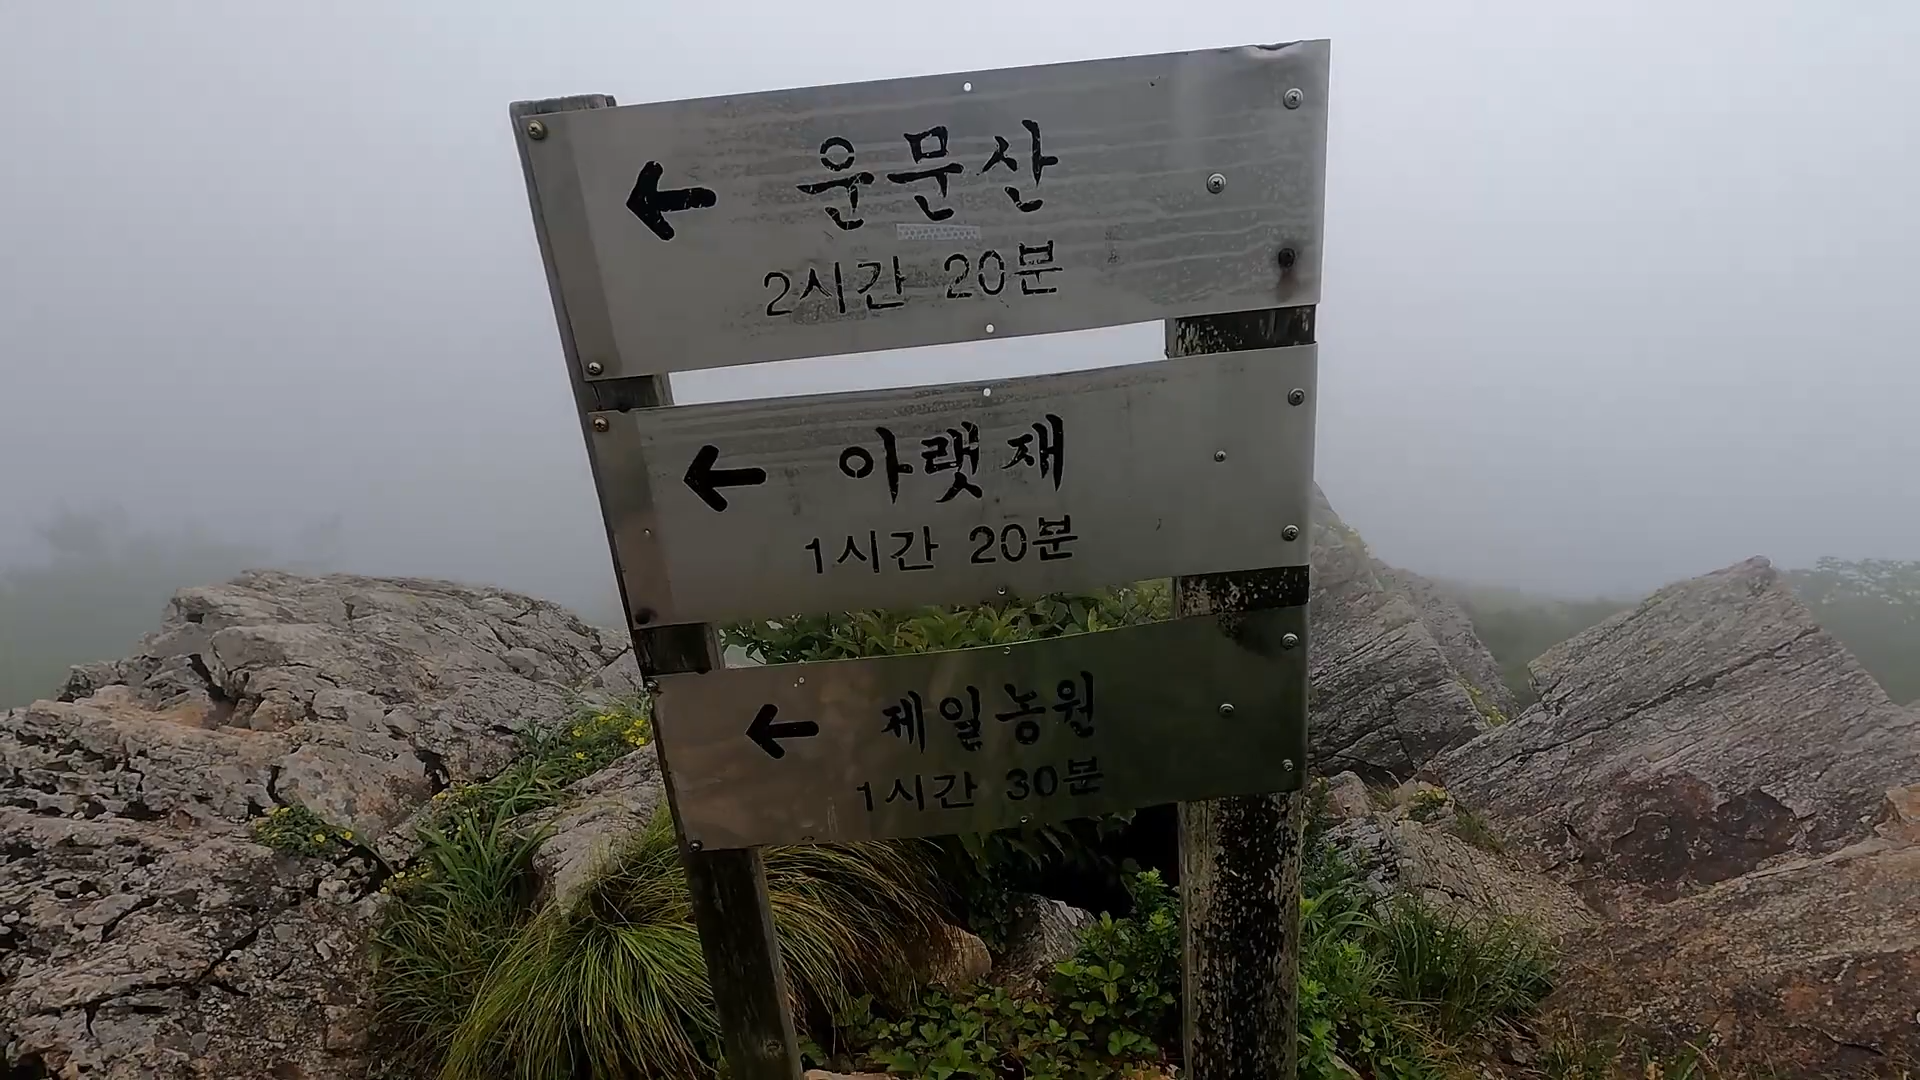 ← 운문산
2시간 20분
← 아랫재
1시간 20분
← 제일농원
1시간 30분